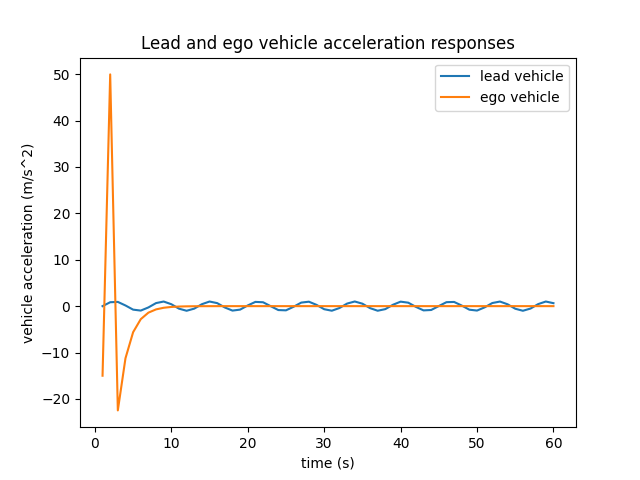 Lead and ego vehicle acceleration responses
lead vehicle
ego vehicle
vehicle acceleration (m/s^2)
50
40
30
20
10
0
−10
−20
0 10 20 30 40 50 60
time (s)